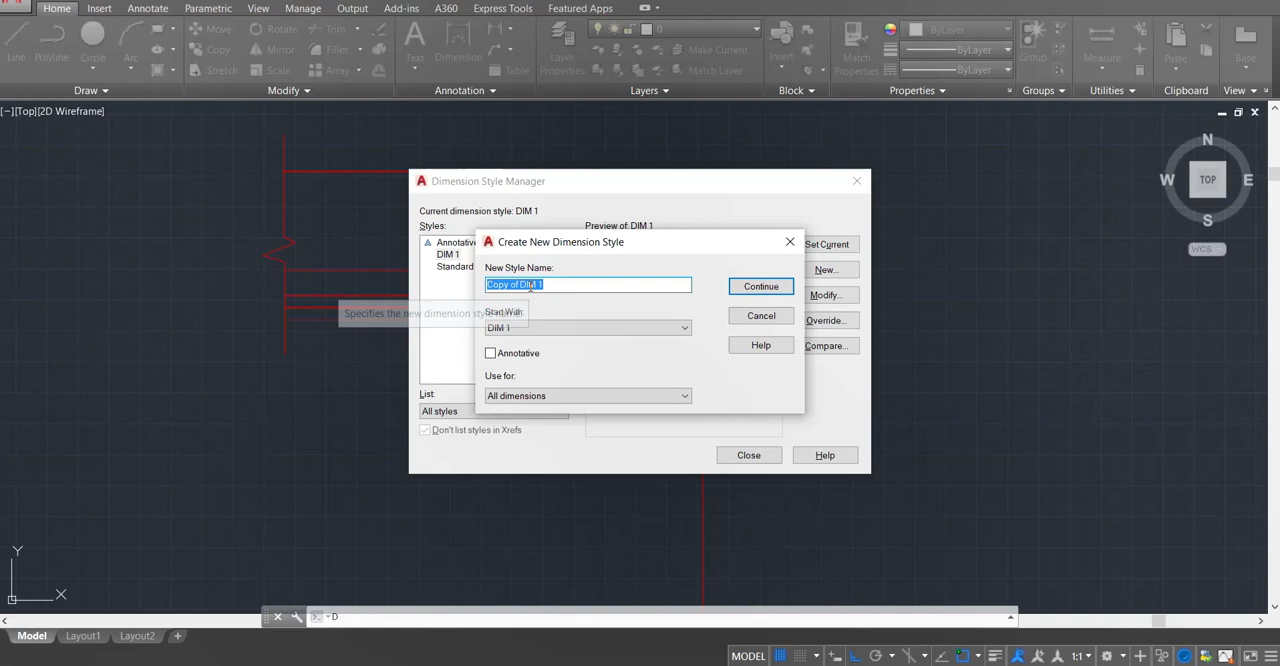 Home Insert Annotate Parametric View Manage Output Add-ins A360 Express Tools Featured Apps
Line Polyline Circle Arc
Move Rotate Trim
Copy Mirror Fillet
Stretch Scale Array
Text Dimension
Table
Layer Properties
0
Make Current
Match Layer
Insert
Match Properties
ByLayer
ByLayer
ByLayer
Group
Measure
Paste
Base
Draw Modify Annotation Layers Block Properties Groups Utilities Clipboard View
[−][Top][2D Wireframe]
N
W TOP E
S
WCS
Dimension Style Manager
Current dimension style: DIM 1
Styles:
Preview of: DIM 1
Annotative
DIM 1
Standard
Set Current
New...
Modify...
Override...
Compare...
List:
All styles
Don't list styles in Xrefs
Close Help
Create New Dimension Style
New Style Name:
Copy of DIM 1
Continue
Start With:
DIM 1
Cancel
Help
Annotative
Use for:
All dimensions
Specifies the new dimension style name.
Y
X
D
Model Layout1 Layout2 +
MODEL 1:1